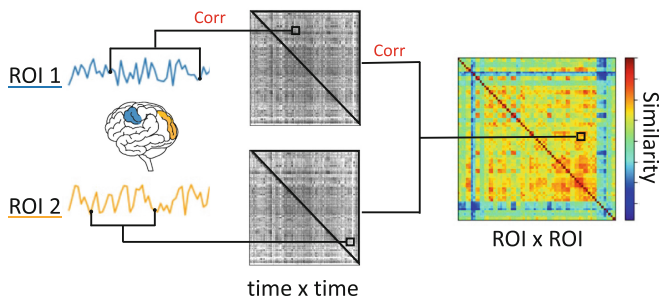 Corr
Corr
ROI 1
ROI 2
Similarity
ROI x ROI
time x time